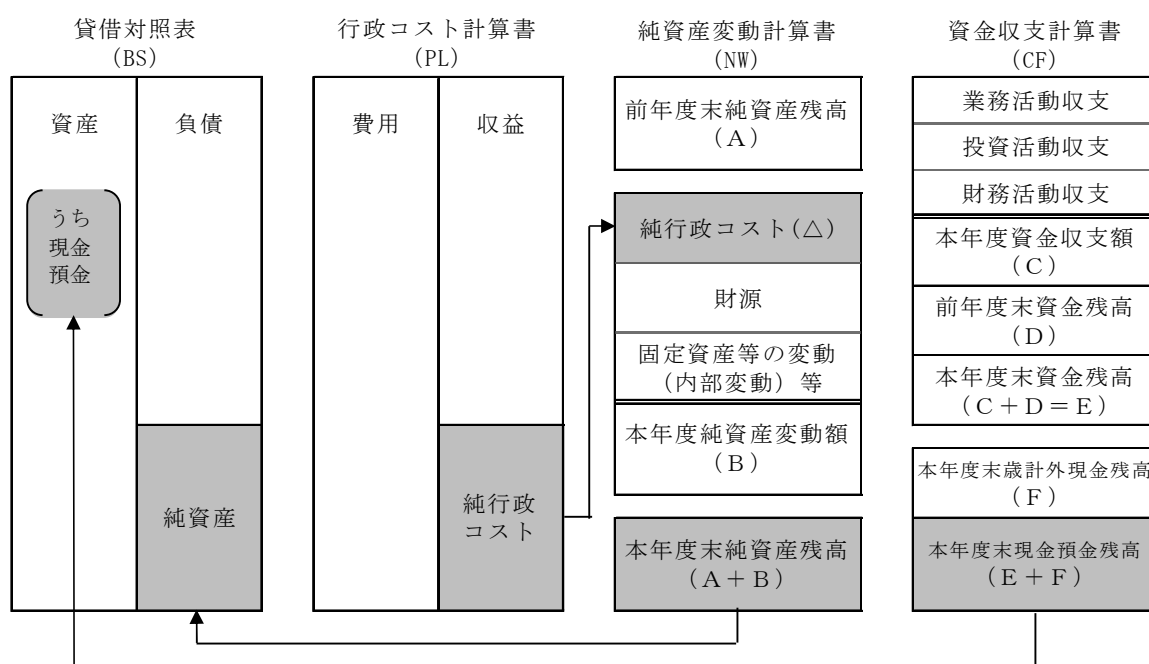 貸借対照表
(BS)
資産
負債
うち
現金
預金
純資産
行政コスト計算書
(PL)
費用
収益
純行政
コスト
純資産変動計算書
(NW)
前年度末純資産残高
(A)
純行政コスト(△)
財源
固定資産等の変動
(内部変動)等
本年度純資産変動額
(B)
本年度末純資産残高
(A+B)
資金収支計算書
(CF)
業務活動収支
投資活動収支
財務活動収支
本年度資金収支額
(C)
前年度末資金残高
(D)
本年度末資金残高
(C+D=E)
本年度末歳計外現金残高
(F)
本年度末現金預金残高
(E+F)